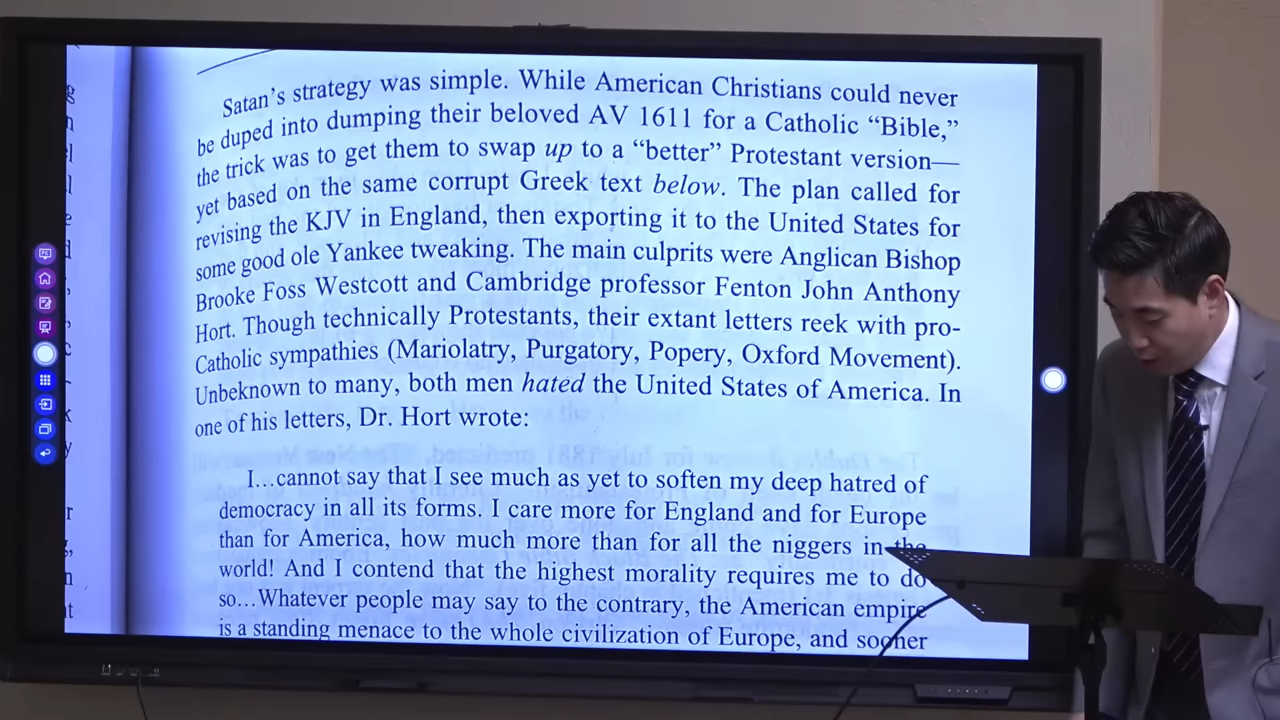 Satan's strategy was simple. While American Christians could never
be duped into dumping their beloved AV 1611 for a Catholic “Bible,”
the trick was to get them to swap up to a “better” Protestant version—
yet based on the same corrupt Greek text below. The plan called for
revising the KJV in England, then exporting it to the United States for
some good ole Yankee tweaking. The main culprits were Anglican Bishop
Brooke Foss Westcott and Cambridge professor Fenton John Anthony
Hort. Though technically Protestants, their extant letters reek with pro-
Catholic sympathies (Mariolatry, Purgatory, Popery, Oxford Movement).
Unbeknown to many, both men hated the United States of America. In
one of his letters, Dr. Hort wrote:
I...cannot say that I see much as yet to soften my deep hatred of
democracy in all its forms. I care more for England and for Europe
than for America, how much more than for all the niggers in the
world! And I contend that the highest morality requires me to do
so...Whatever people may say to the contrary, the American empire
is a standing menace to the whole civilization of Europe, and sooner